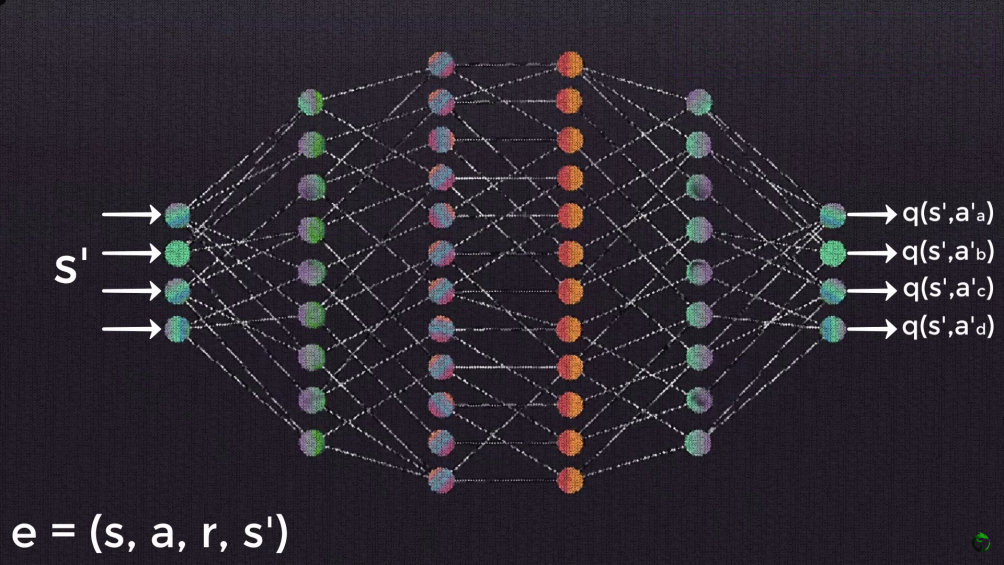 s'
q(s',a'a)
q(s',a'b)
q(s',a'c)
q(s',a'd)
e = (s, a, r, s')